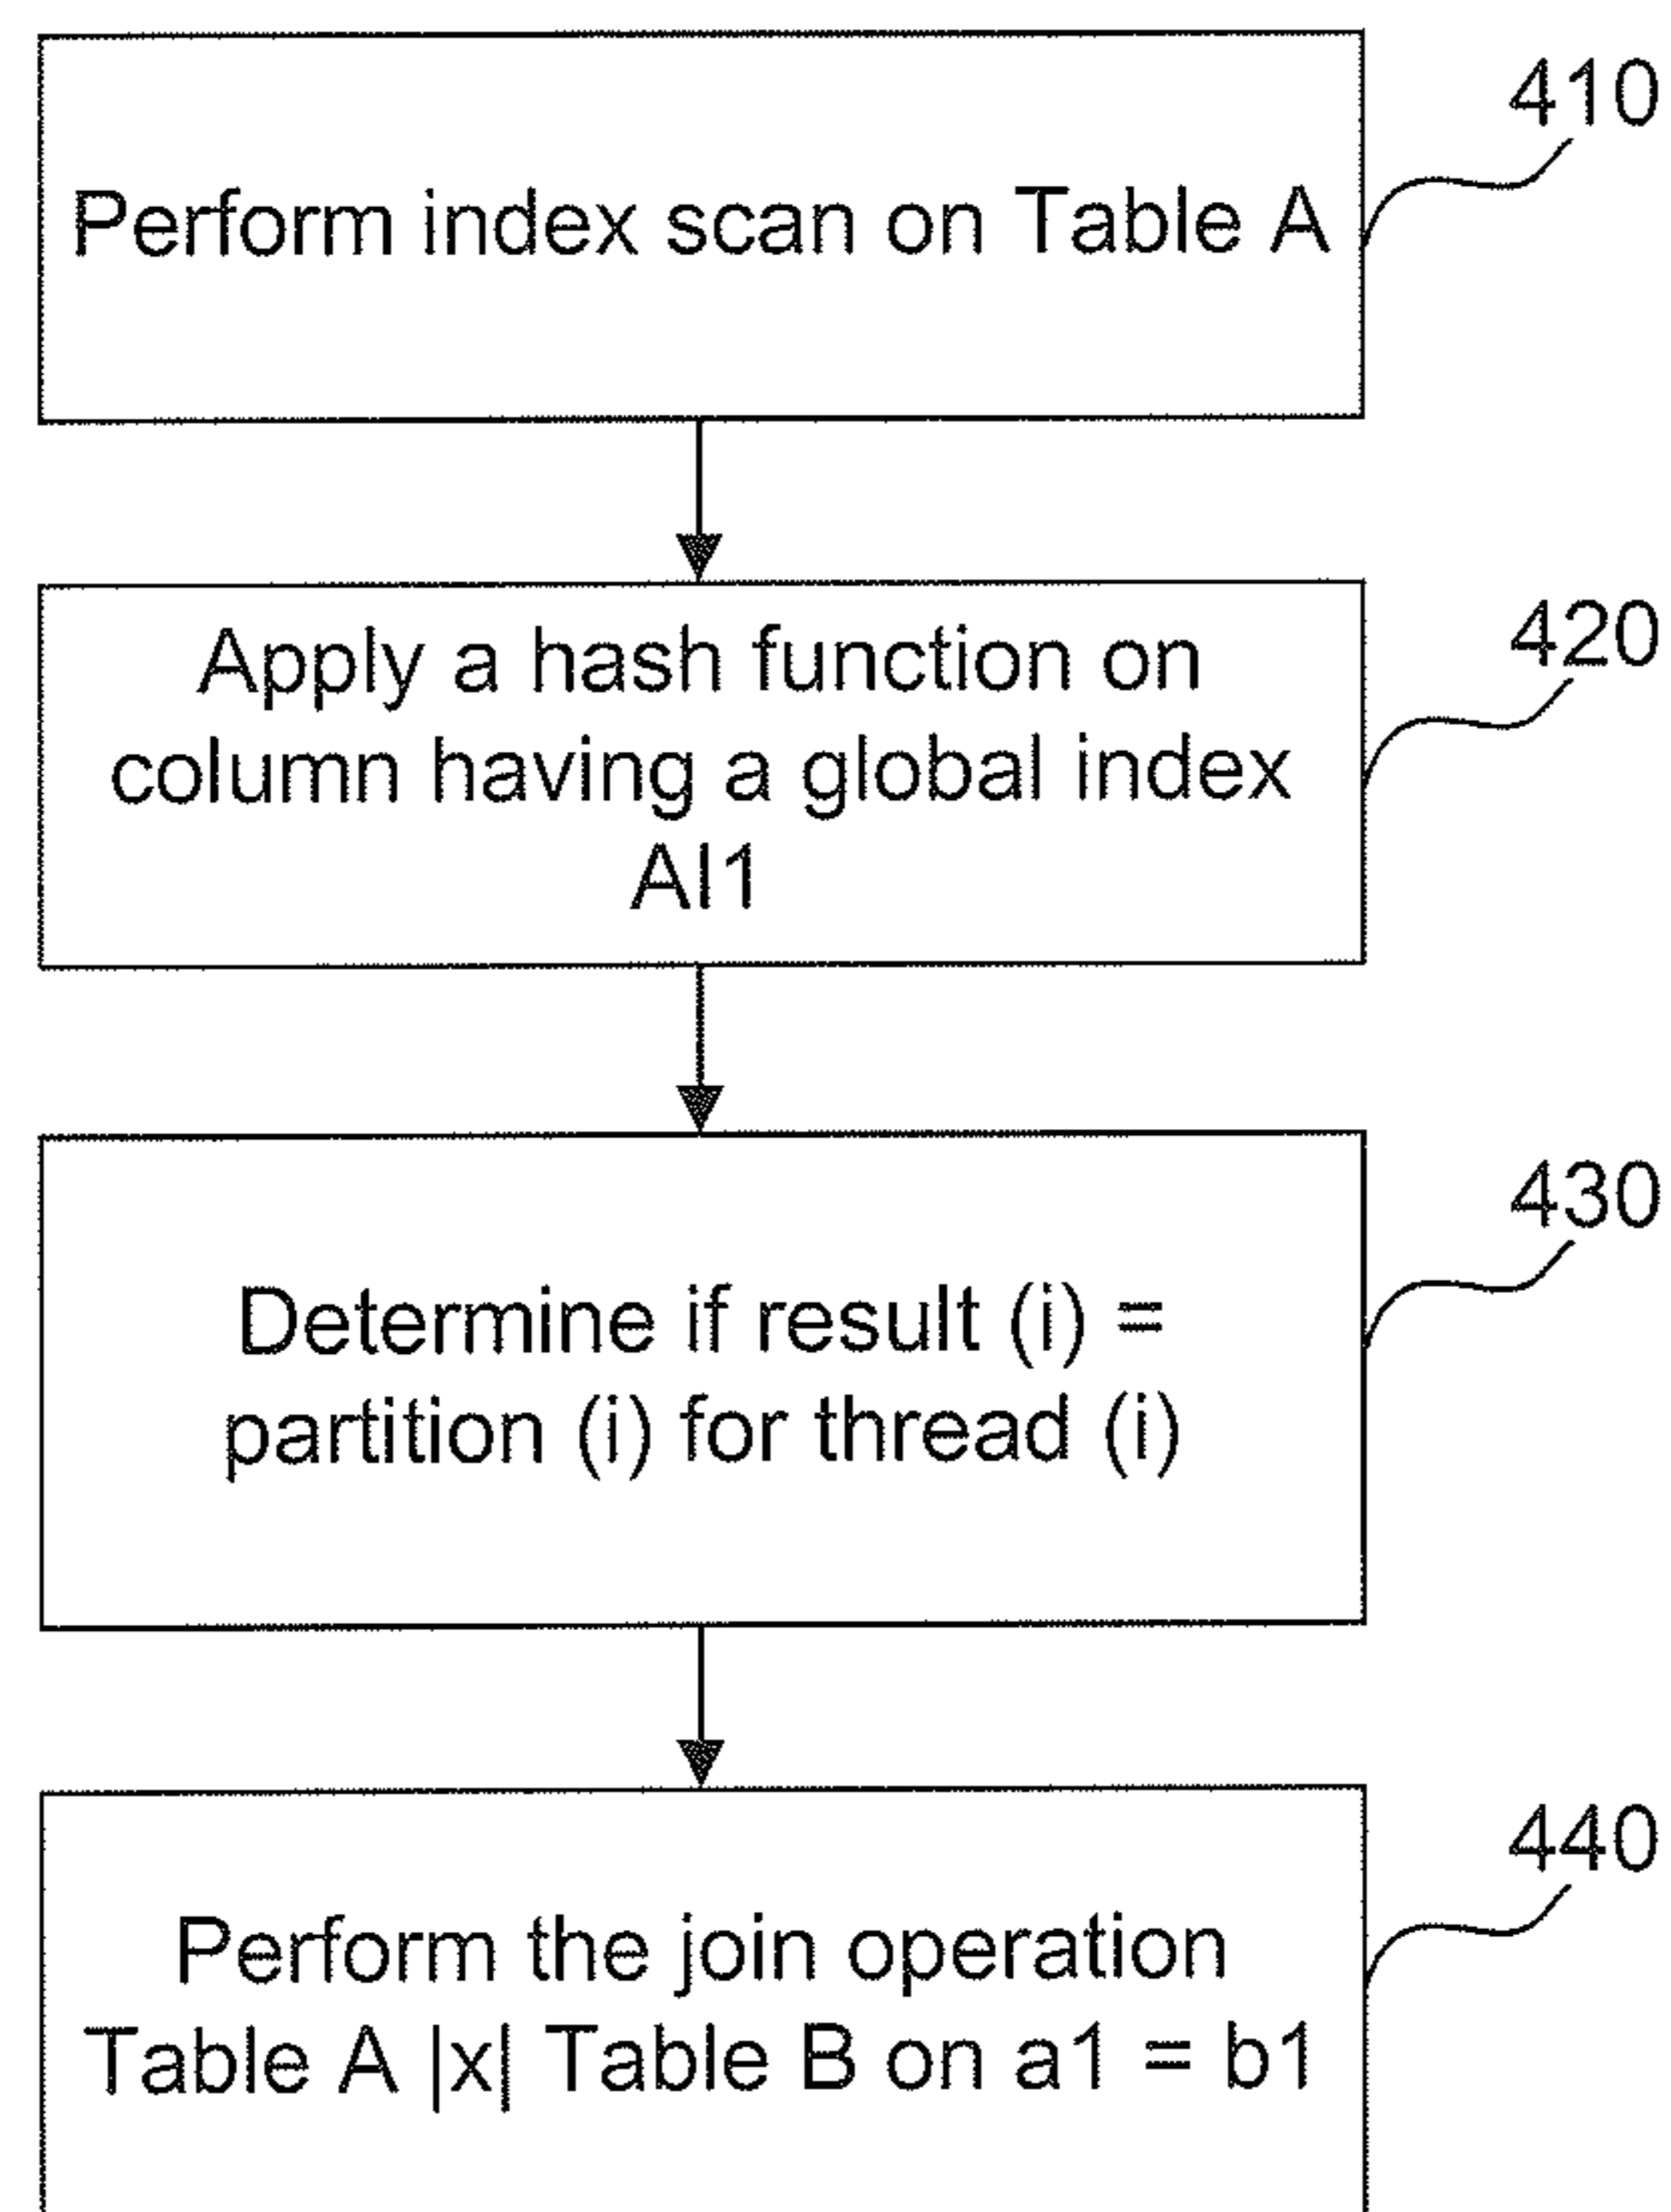 410
Perform index scan on Table A
420
Apply a hash function on
column having a global index
AI1
430
Determine if result (i) =
partition (i) for thread (i)
440
Perform the join operation
Table A |x| Table B on a1 = b1